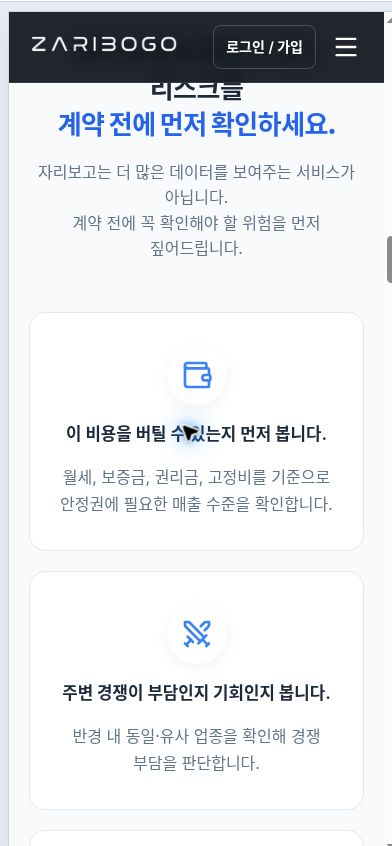 ZARIBOGO
로그인 / 가입
리스크를
계약 전에 먼저 확인하세요.
자리보고는 더 많은 데이터를 보여주는 서비스가
아닙니다.
계약 전에 꼭 확인해야 할 위험을 먼저
짚어드립니다.
이 비용을 버틸 수 있는지 먼저 봅니다.
월세, 보증금, 권리금, 고정비를 기준으로
안정권에 필요한 매출 수준을 확인합니다.
주변 경쟁이 부담인지 기회인지 봅니다.
반경 내 동일·유사 업종을 확인해 경쟁
부담을 판단합니다.